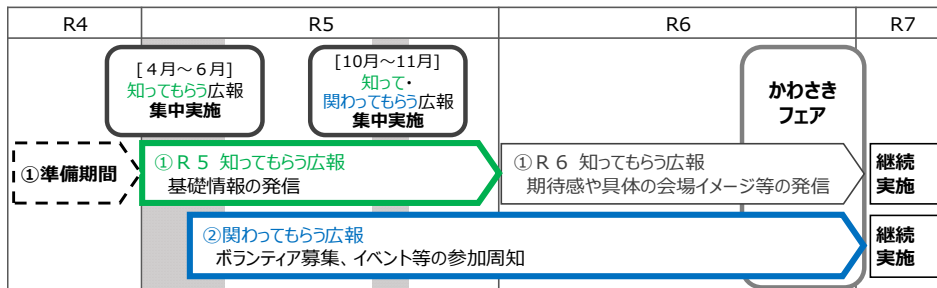 R4
R5
R6
R7
[４月～６月]
知ってもらう広報
集中実施
[10月～11月]
知って・
関わってもらう広報
集中実施
かわさき
フェア
①準備期間
①Ｒ５ 知ってもらう広報
基礎情報の発信
①Ｒ６ 知ってもらう広報
期待感や具体の会場イメージ等の発信
継続
実施
②関わってもらう広報
ボランティア募集、イベント等の参加周知
継続
実施